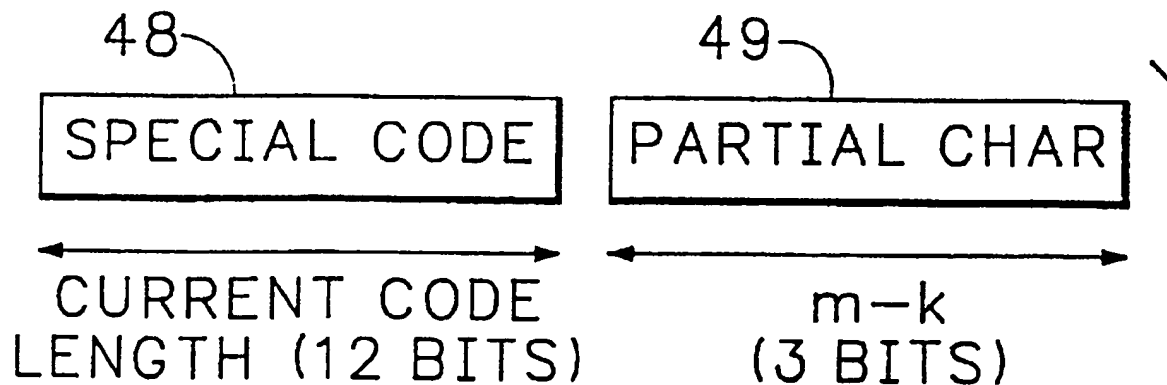 48 49
SPECIAL CODE PARTIAL CHAR
CURRENT CODE m-k
LENGTH (12 BITS) (3 BITS)